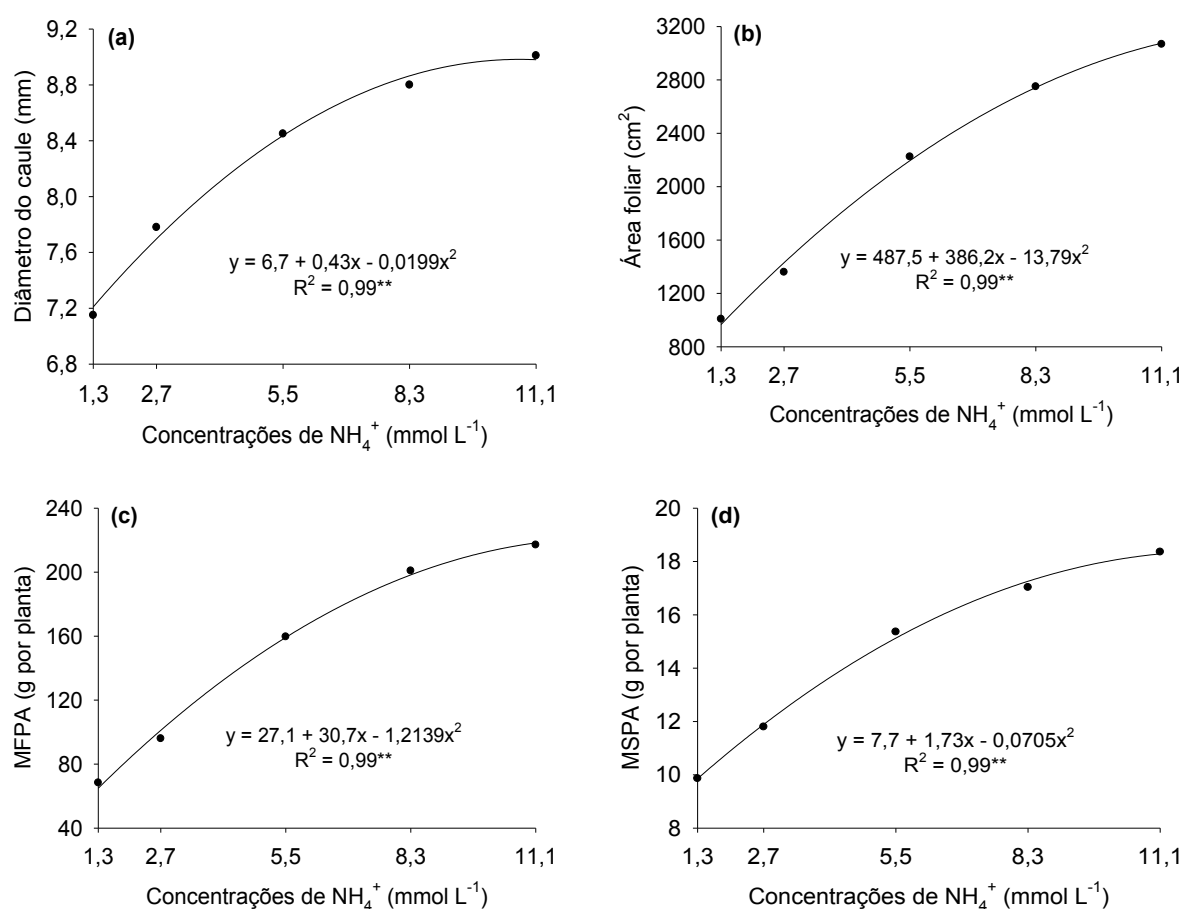 (a)
Diâmetro do caule (mm)
9,2
8,8
8,4
8,0
7,6
7,2
6,8
y = 6,7 + 0,43x - 0,0199x²
R² = 0,99**
1,3 2,7 5,5 8,3 11,1
Concentrações de NH₄⁺ (mmol L⁻¹)
(b)
Área foliar (cm²)
3200
2800
2400
2000
1600
1200
800
y = 487,5 + 386,2x - 13,79x²
R² = 0,99**
1,3 2,7 5,5 8,3 11,1
Concentrações de NH₄⁺ (mmol L⁻¹)
(c)
MFPA (g por planta)
240
200
160
120
80
40
y = 27,1 + 30,7x - 1,2139x²
R² = 0,99**
1,3 2,7 5,5 8,3 11,1
Concentrações de NH₄⁺ (mmol L⁻¹)
(d)
MSPA (g por planta)
20
18
16
14
12
10
8
y = 7,7 + 1,73x - 0,0705x²
R² = 0,99**
1,3 2,7 5,5 8,3 11,1
Concentrações de NH₄⁺ (mmol L⁻¹)